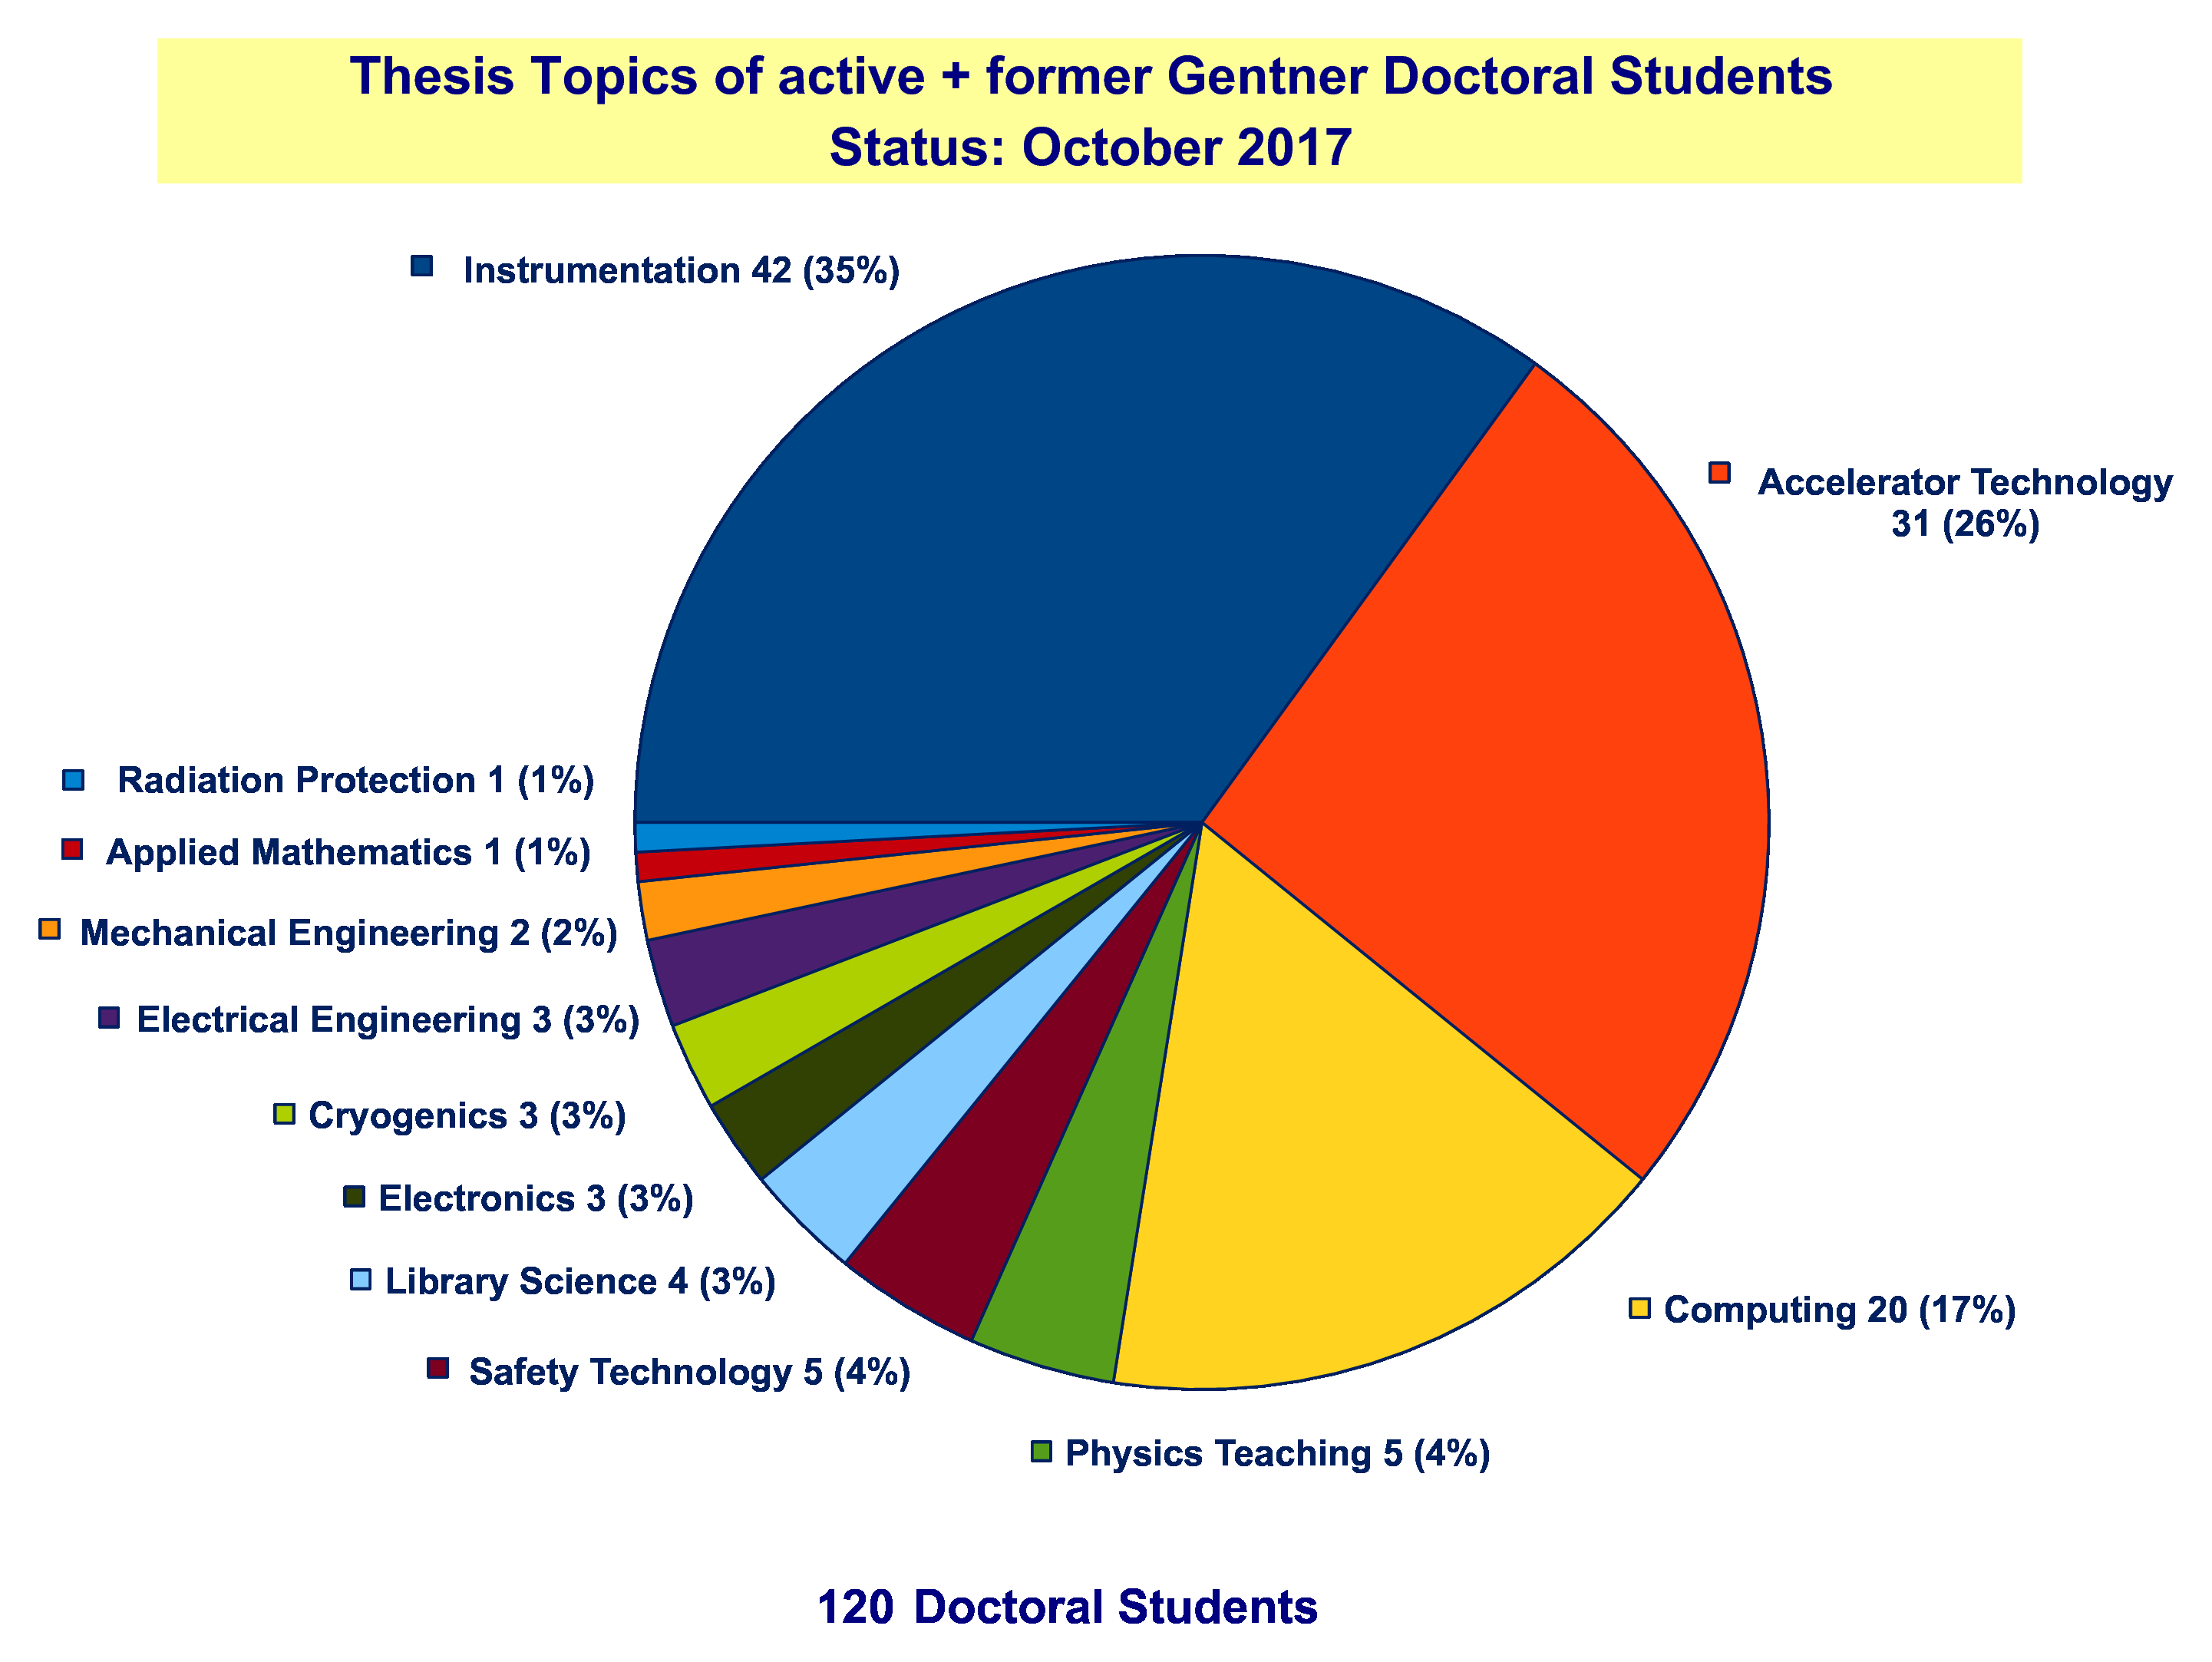 Thesis Topics of active + former Gentner Doctoral Students
Status: October 2017
Instrumentation 42 (35%)
Accelerator Technology
31 (26%)
Radiation Protection 1 (1%)
Applied Mathematics 1 (1%)
Mechanical Engineering 2 (2%)
Electrical Engineering 3 (3%)
Cryogenics 3 (3%)
Electronics 3 (3%)
Library Science 4 (3%)
Computing 20 (17%)
Safety Technology 5 (4%)
Physics Teaching 5 (4%)
120 Doctoral Students